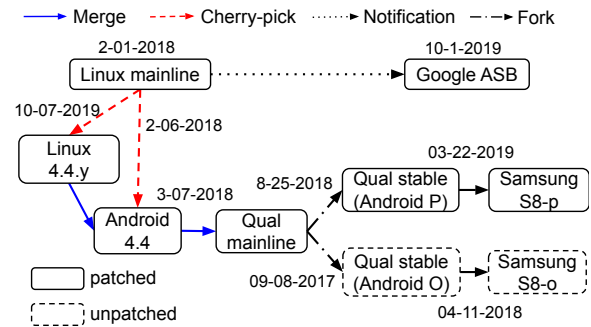 Merge
Cherry-pick
Notification
Fork
2-01-2018
10-1-2019
Linux mainline
Google ASB
10-07-2019
2-06-2018
Linux
4.4.y
03-22-2019
3-07-2018
8-25-2018
Qual stable
(Android P)
Samsung
S8-p
Android
4.4
Qual
mainline
patched
09-08-2017
Qual stable
(Android O)
Samsung
S8-o
unpatched
04-11-2018